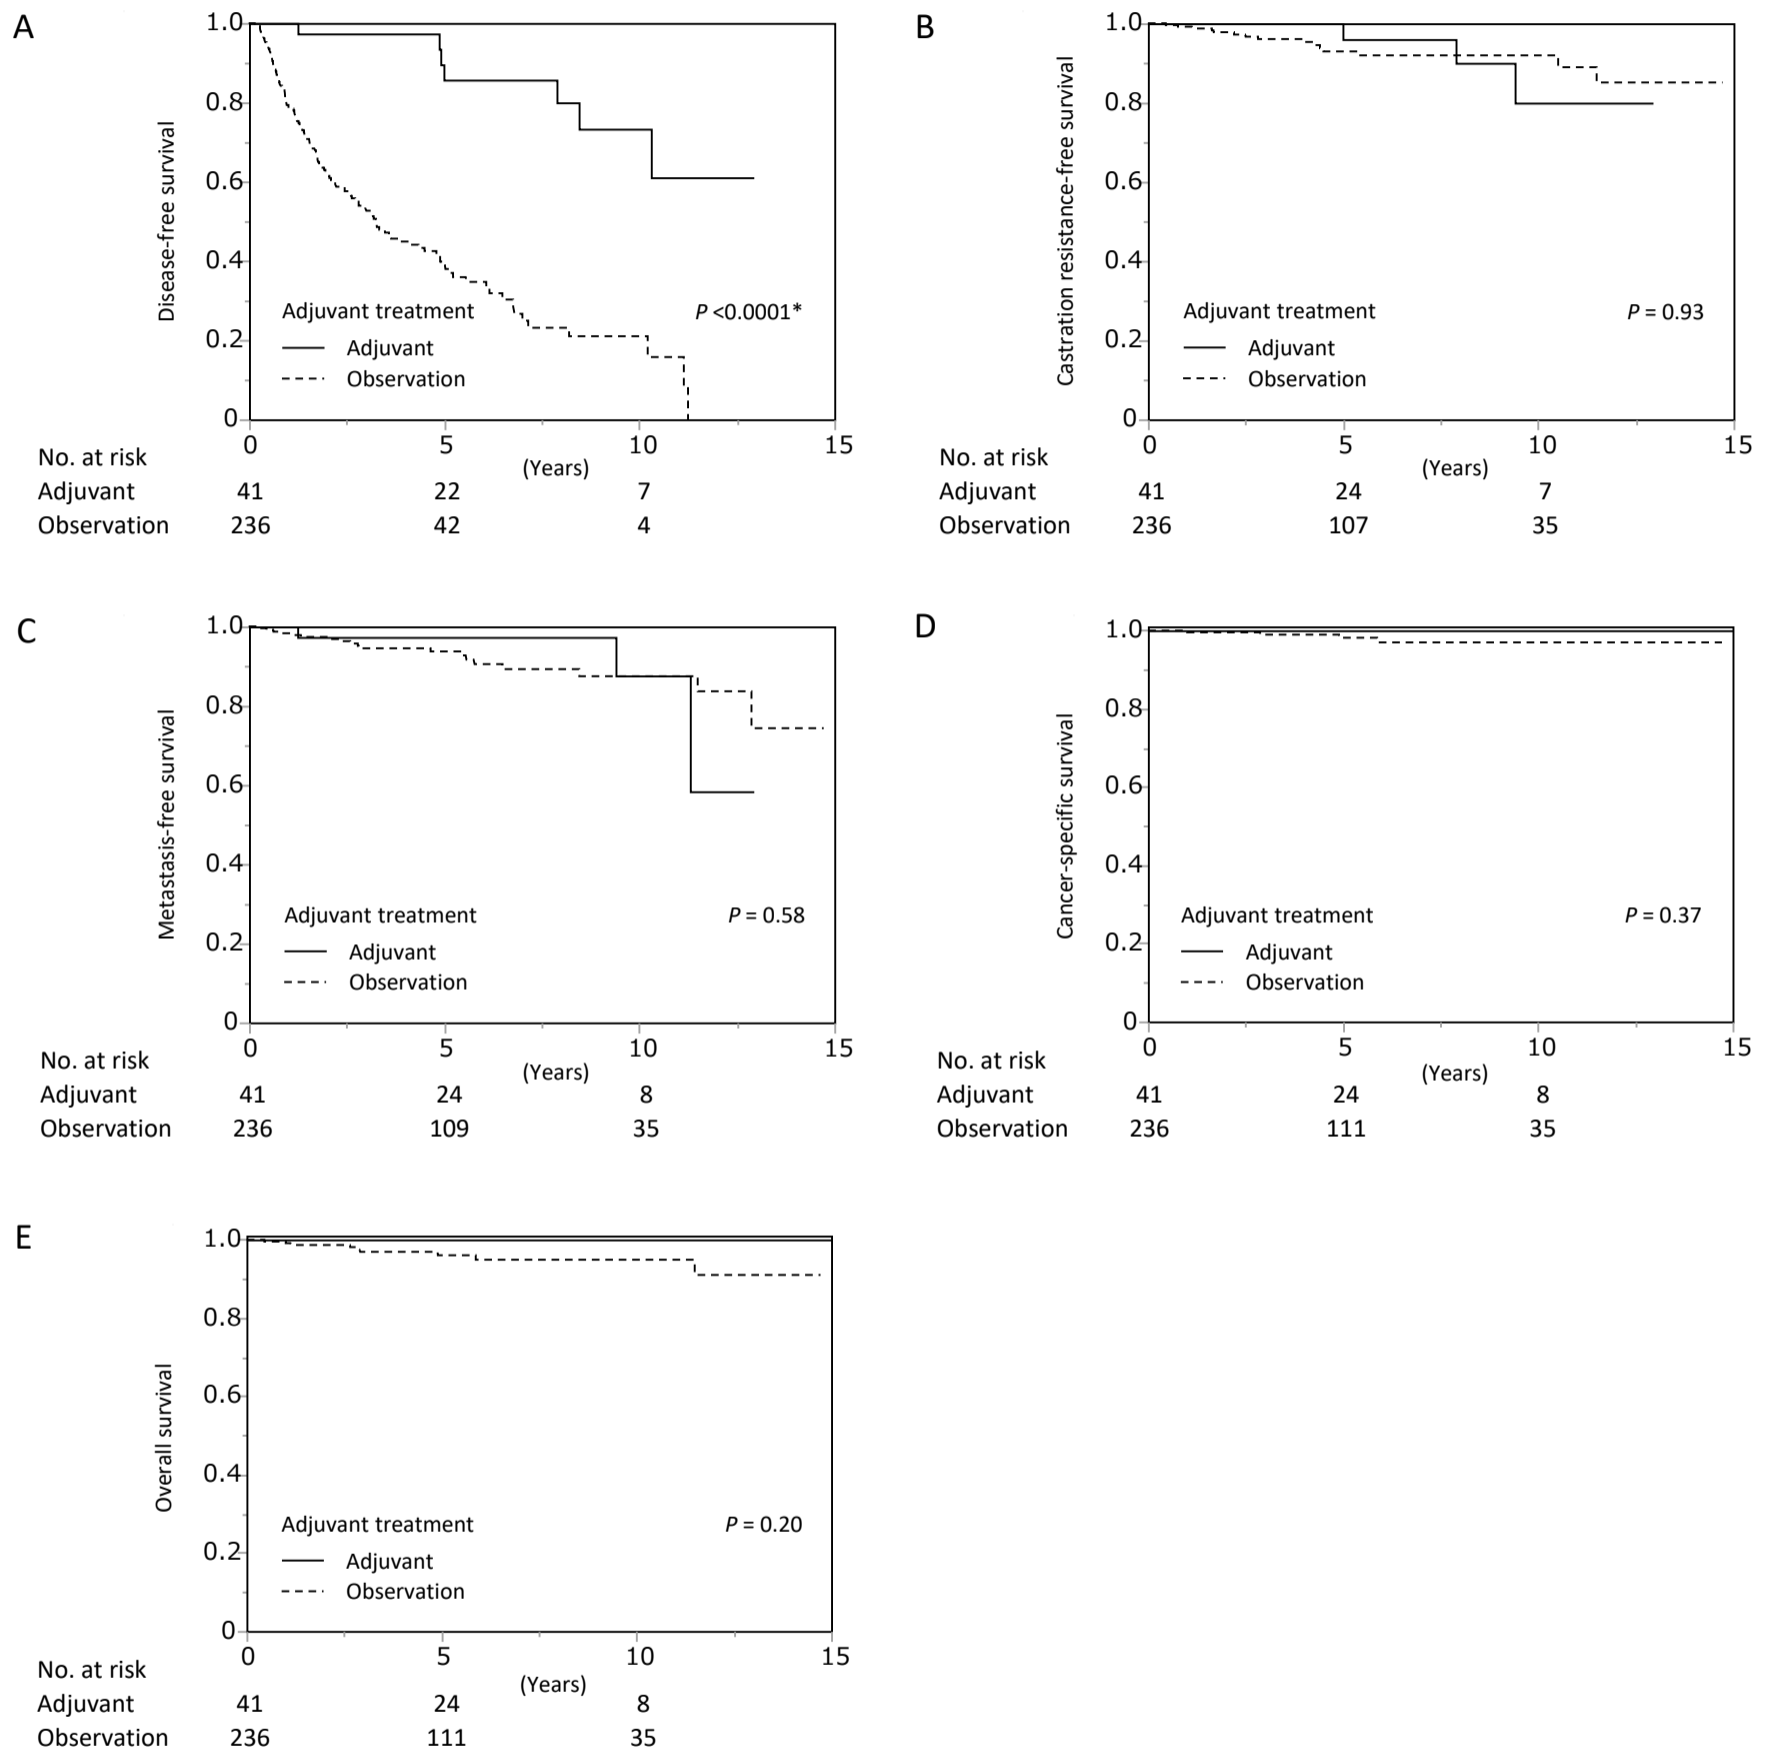 A
Disease-free survival
1.0
0.8
0.6
0.4
0.2
0
Adjuvant treatment
P <0.0001*
Adjuvant
Observation
0 5 10 15
(Years)
No. at risk
Adjuvant 41 22 7
Observation 236 42 4
B
Castration resistance-free survival
1.0
0.8
0.6
0.4
0.2
0
Adjuvant treatment
P = 0.93
Adjuvant
Observation
0 5 10 15
(Years)
No. at risk
Adjuvant 41 24 7
Observation 236 107 35
C
Metastasis-free survival
1.0
0.8
0.6
0.4
0.2
0
Adjuvant treatment
P = 0.58
Adjuvant
Observation
0 5 10 15
(Years)
No. at risk
Adjuvant 41 24 8
Observation 236 109 35
D
Cancer-specific survival
1.0
0.8
0.6
0.4
0.2
0
Adjuvant treatment
P = 0.37
Adjuvant
Observation
0 5 10 15
(Years)
No. at risk
Adjuvant 41 24 8
Observation 236 111 35
E
Overall survival
1.0
0.8
0.6
0.4
0.2
0
Adjuvant treatment
P = 0.20
Adjuvant
Observation
0 5 10 15
(Years)
No. at risk
Adjuvant 41 24 8
Observation 236 111 35